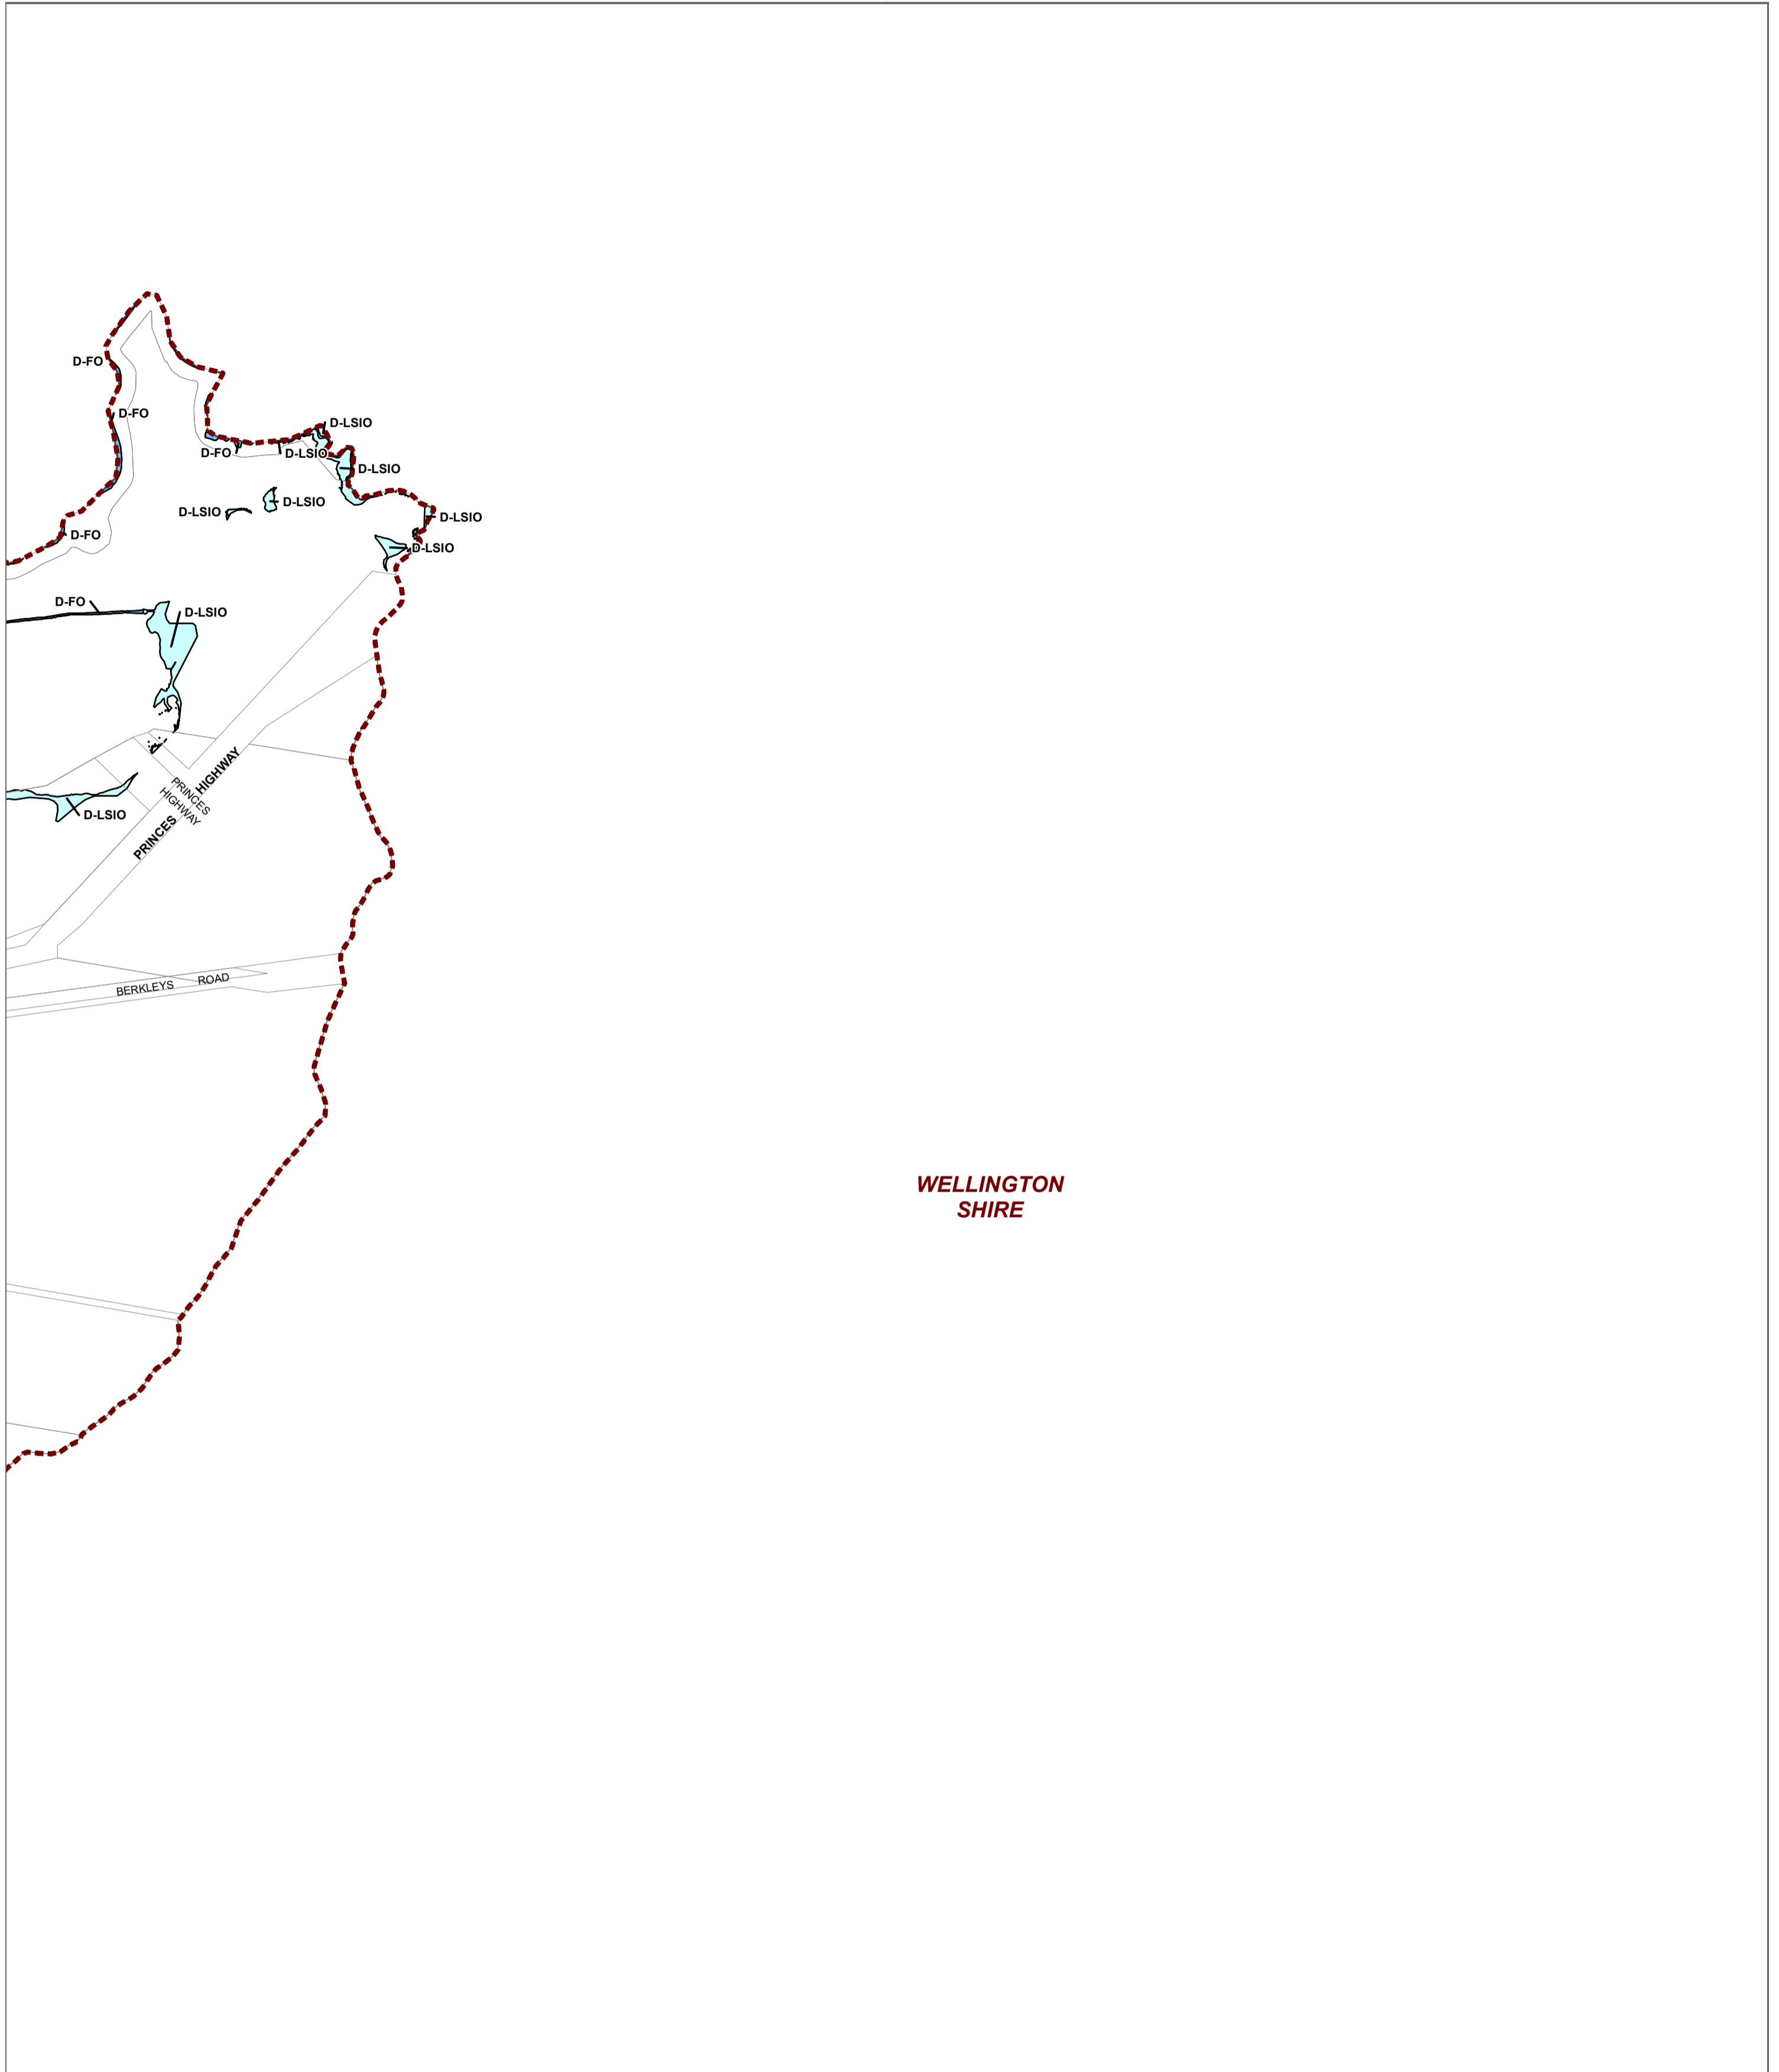 D-FO
D-FO
D-LSIO
D-FO
D-LSIO
D-LSIO
D-LSIO
D-LSIO
D-LSIO
D-FO
D-LSIO
D-FO
D-LSIO
PRINCES HIGHWAY
PRINCES
HIGHWAY
D-LSIO
BERKLEYS ROAD
WELLINGTON
SHIRE